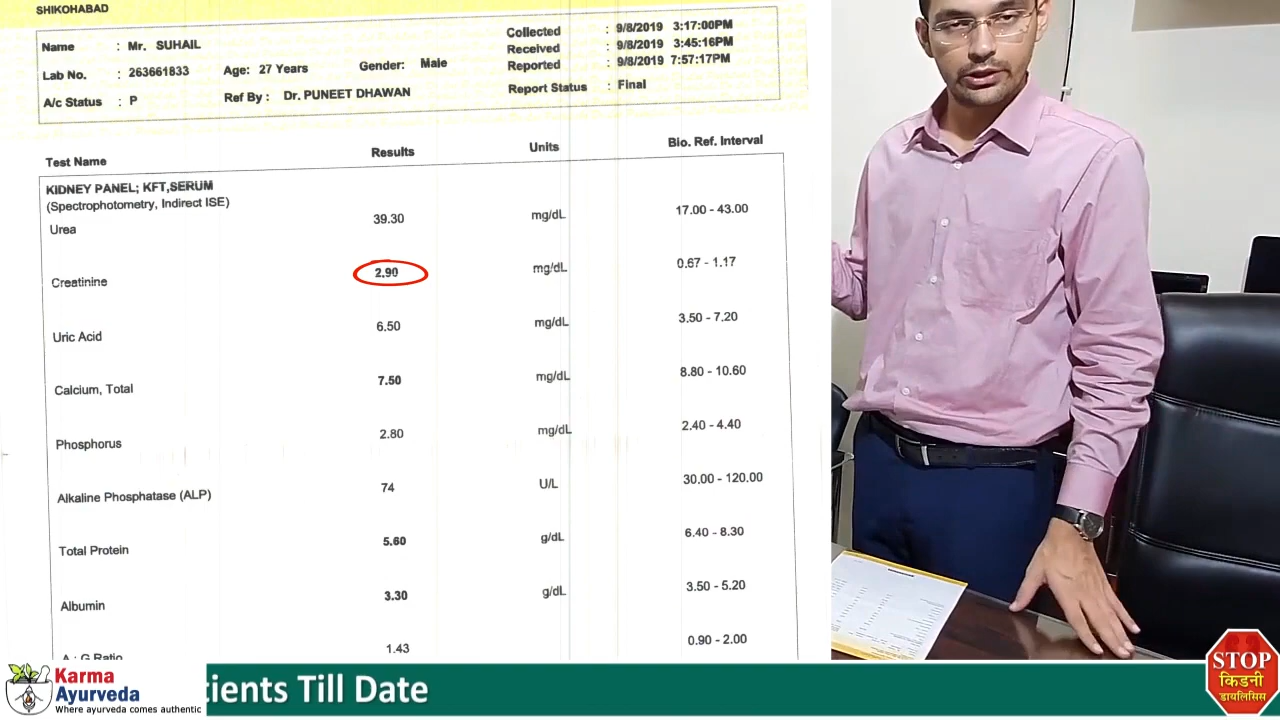 SHIKOHABAD
Name : Mr. SUHAIL
Collected : 9/8/2019 3:17:00PM
Received : 9/8/2019 3:45:16PM
Lab No. : 263661833 Age: 27 Years Gender: Male
Reported : 9/8/2019 7:57:17PM
A/c Status : P Ref By : Dr. PUNEET DHAWAN
Report Status : Final
Test Name Results Units Bio. Ref. Interval
KIDNEY PANEL; KFT,SERUM
(Spectrophotometry, Indirect ISE)
Urea 39.30 mg/dL 17.00 - 43.00
Creatinine 2.90 mg/dL 0.67 - 1.17
Uric Acid 6.50 mg/dL 3.50 - 7.20
Calcium, Total 7.50 mg/dL 8.80 - 10.60
Phosphorus 2.80 mg/dL 2.40 - 4.40
Alkaline Phosphatase (ALP) 74 U/L 30.00 - 120.00
Total Protein 5.60 g/dL 6.40 - 8.30
Albumin 3.30 g/dL 3.50 - 5.20
A : G Ratio 1.43 0.90 - 2.00
Karma
Ayurveda
Where ayurveda comes authentic
Till Date
STOP
किडनी
डायलिसिस